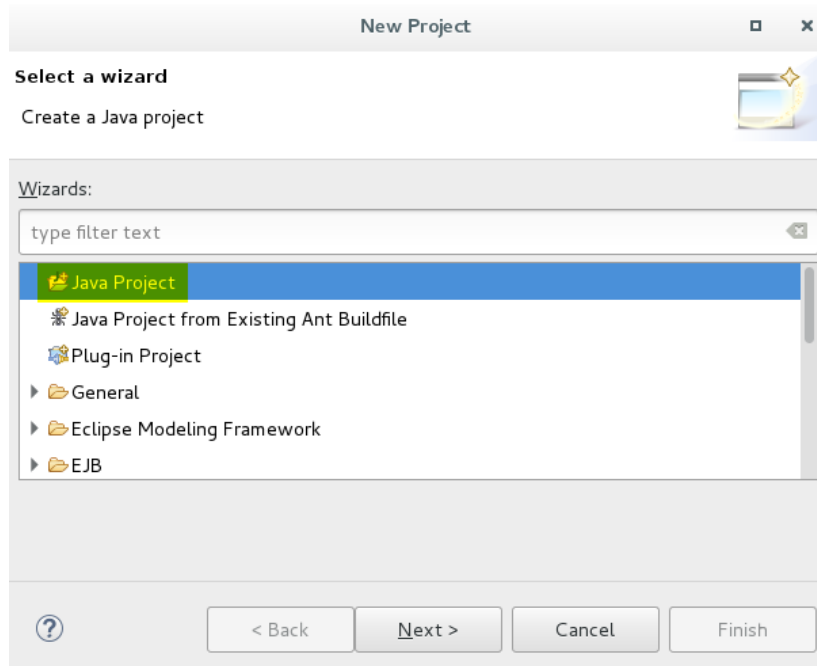 New Project
Select a wizard
Create a Java project
Wizards:
type filter text
Java Project
Java Project from Existing Ant Buildfile
Plug-in Project
General
Eclipse Modeling Framework
EJB
< Back Next > Cancel Finish